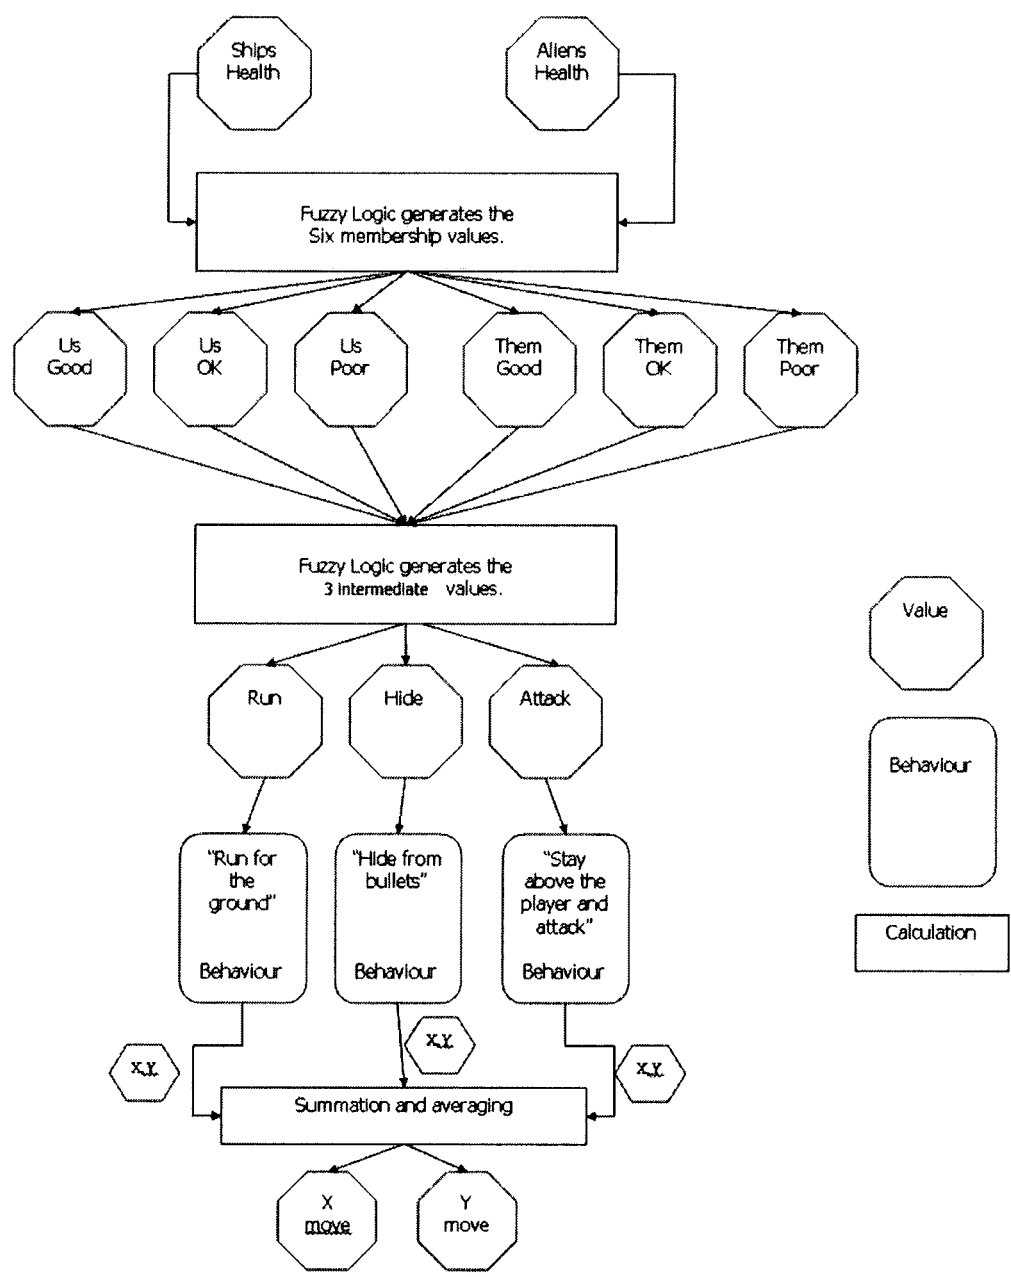 Ships
Health
Aliens
Health
Fuzzy Logic generates the
Six membership values.
Us
Good
Us
OK
Us
Poor
Them
Good
Them
OK
Them
Poor
Fuzzy Logic generates the
3 intermediate values.
Run
Hide
Attack
"Run for
the
ground"
Behaviour
"Hide from
bullets"
Behaviour
"Stay
above the
player and
attack"
Behaviour
X,Y
X,Y
X,Y
Summation and averaging
X
move
Y
move
Value
Behaviour
Calculation